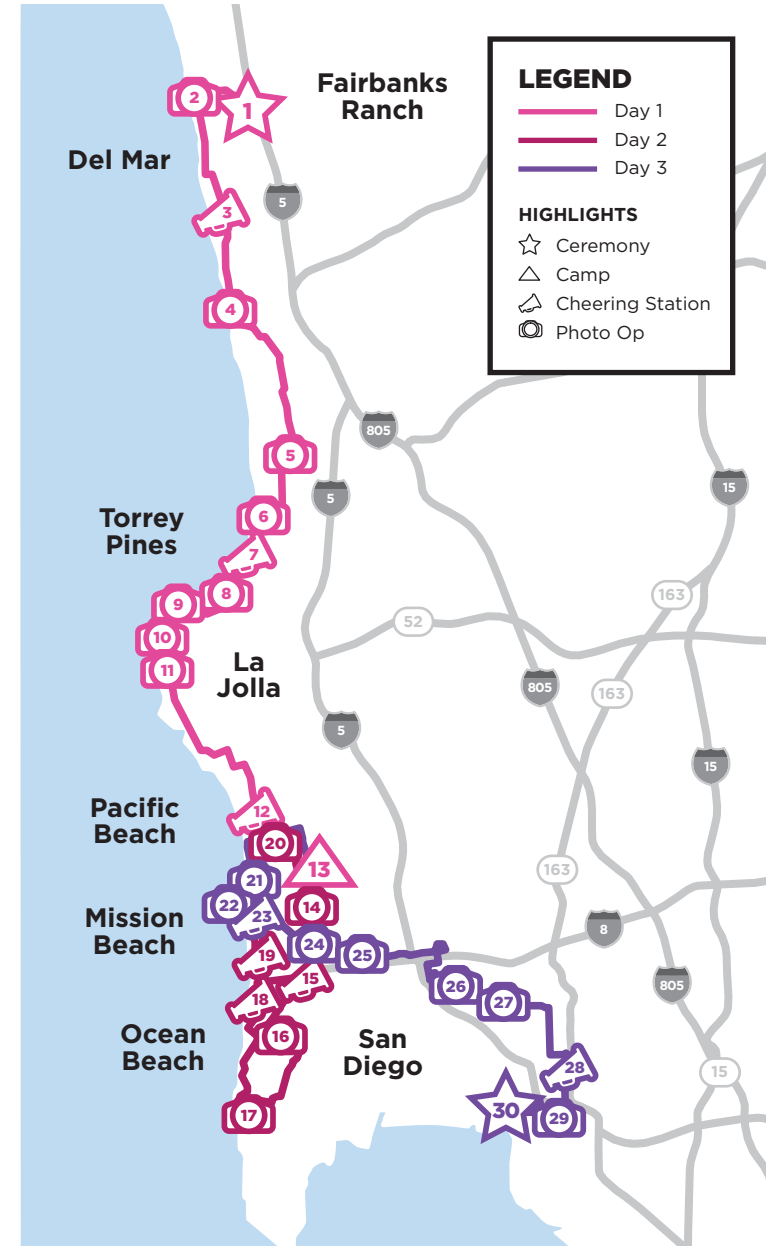 Fairbanks
Ranch
LEGEND
Day 1
Day 2
Day 3
HIGHLIGHTS
Ceremony
Camp
Cheering Station
Photo Op
2
1
Del Mar
5
3
4
805
5
15
5
6
Torrey
Pines
7
8
163
9
52
10
La
Jolla
11
805
163
5
15
Pacific
Beach
12
20
13
163
21
22
14
Mission
Beach
23
8
24
25
19
15
26
805
18
27
Ocean
Beach
16
San
Diego
28
15
17
30
29